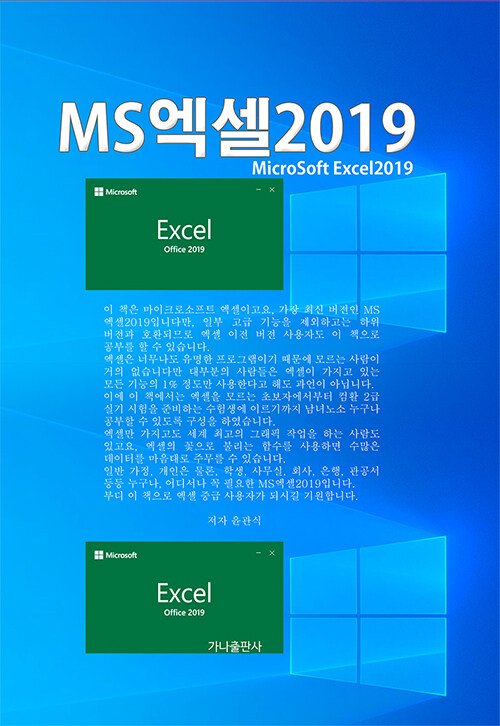 MS엑셀2019
MicroSoft Excel2019
Microsoft
Excel
Office 2019
이 책은 마이크로소프트 엑셀이고요, 가장 최신 버전인 MS
엑셀2019입니다만, 일부 고급 기능을 제외하고는 하위
버전과 호환되므로 엑셀 이전 버전 사용자도 이 책으로
공부를 할 수 있습니다.
엑셀은 너무나도 유명한 프로그램이기 때문에 모르는 사람이
거의 없습니다만 대부분의 사람들은 엑셀이 가지고 있는
모든 기능의 1% 정도만 사용한다고 해도 과언이 아닙니다.
이에 이 책에서는 엑셀을 모르는 초보자에서부터 컴활 2급
실기 시험을 준비하는 수험생에 이르기까지 남녀노소 누구나
공부할 수 있도록 구성을 하였습니다.
엑셀만 가지고도 세계 최고의 그래픽 작업을 하는 사람도
있고요, 엑셀의 꽃으로 불리는 함수를 사용하면 수많은
데이터를 마음대로 주무를 수 있습니다.
일반 가정, 개인은 물론, 학생, 사무실, 회사, 은행, 관공서
등등 누구나, 어디서나 꼭 필요한 MS엑셀2019입니다.
부디 이 책으로 엑셀 중급 사용자가 되시길 기원합니다.
저자 윤관식
Microsoft
Excel
Office 2019
가나출판사